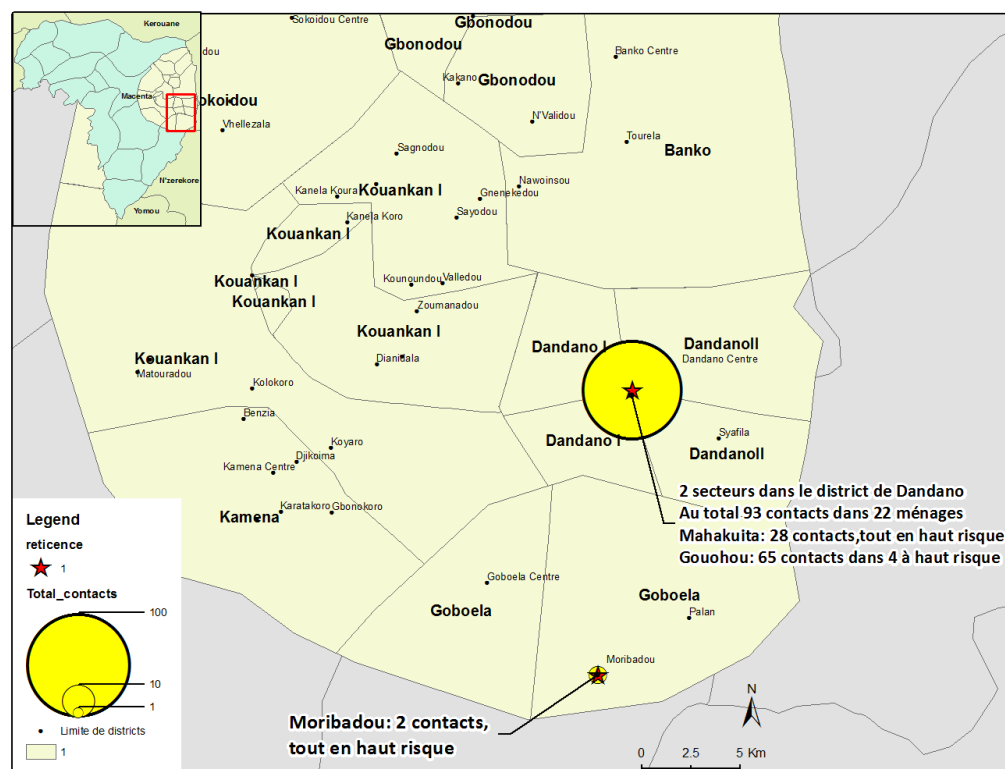 Kerouane
Macenta
N'zerekore
Yomou
Sokoidou Centre
Gbonodou
Gbonodou
dou
Banko Centre
Kakano
Gbonodou
okoidou
Vhellezala
N'Validou
Tourela
Banko
Sagnodou
Nawoinsou
Kanela Koura
Kouankan I
Gnenekedou
Sayodou
Kanela Koro
Kouankan I
Kouankan I
Kounoundou
Valledou
Kouankan I
Zoumanadou
Kouankan I
Dandano I
DandanoII
Dandano Centre
Kouankan I
Matouradou
Diani
ala
Kolokoro
Benzia
Dandano I
Syafila
DandanoII
Koyaro
Djikoima
Kamena Centre
Karatakoro
Gbonokoro
Kamena
2 secteurs dans le district de Dandano
Au total 93 contacts dans 22 ménages
Mahakuita: 28 contacts,tout en haut risque
Gouohou: 65 contacts dans 4 à haut risque
Goboela Centre
Goboela
Goboela
Palan
Moribadou
Moribadou: 2 contacts,
tout en haut risque
Legend
reticence
1
Total_contacts
100
10
1
Limite de districts
1
N
0 2.5 5 Km